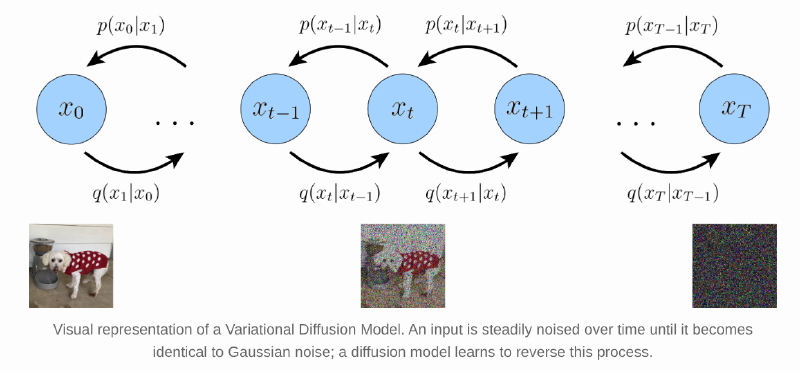 p(x_0|x_1) p(x_{t-1}|x_t) p(x_t|x_{t+1}) p(x_{T-1}|x_T)
x_0 ... x_{t-1} x_t x_{t+1} ... x_T
q(x_1|x_0) q(x_t|x_{t-1}) q(x_{t+1}|x_t) q(x_T|x_{T-1})
Visual representation of a Variational Diffusion Model. An input is steadily noised over time until it becomes
identical to Gaussian noise; a diffusion model learns to reverse this process.